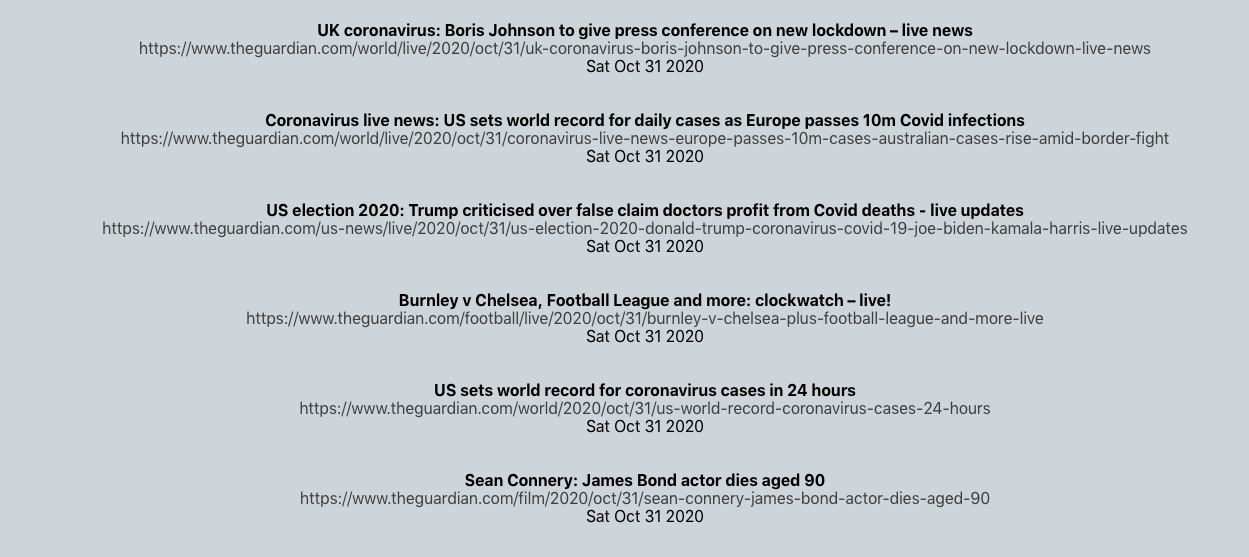 UK coronavirus: Boris Johnson to give press conference on new lockdown – live news
https://www.theguardian.com/world/live/2020/oct/31/uk-coronavirus-boris-johnson-to-give-press-conference-on-new-lockdown-live-news
Sat Oct 31 2020
Coronavirus live news: US sets world record for daily cases as Europe passes 10m Covid infections
https://www.theguardian.com/world/live/2020/oct/31/coronavirus-live-news-europe-passes-10m-cases-australian-cases-rise-amid-border-fight
Sat Oct 31 2020
US election 2020: Trump criticised over false claim doctors profit from Covid deaths - live updates
https://www.theguardian.com/us-news/live/2020/oct/31/us-election-2020-donald-trump-coronavirus-covid-19-joe-biden-kamala-harris-live-updates
Sat Oct 31 2020
Burnley v Chelsea, Football League and more: clockwatch – live!
https://www.theguardian.com/football/live/2020/oct/31/burnley-v-chelsea-plus-football-league-and-more-live
Sat Oct 31 2020
US sets world record for coronavirus cases in 24 hours
https://www.theguardian.com/world/2020/oct/31/us-world-record-coronavirus-cases-24-hours
Sat Oct 31 2020
Sean Connery: James Bond actor dies aged 90
https://www.theguardian.com/film/2020/oct/31/sean-connery-james-bond-actor-dies-aged-90
Sat Oct 31 2020